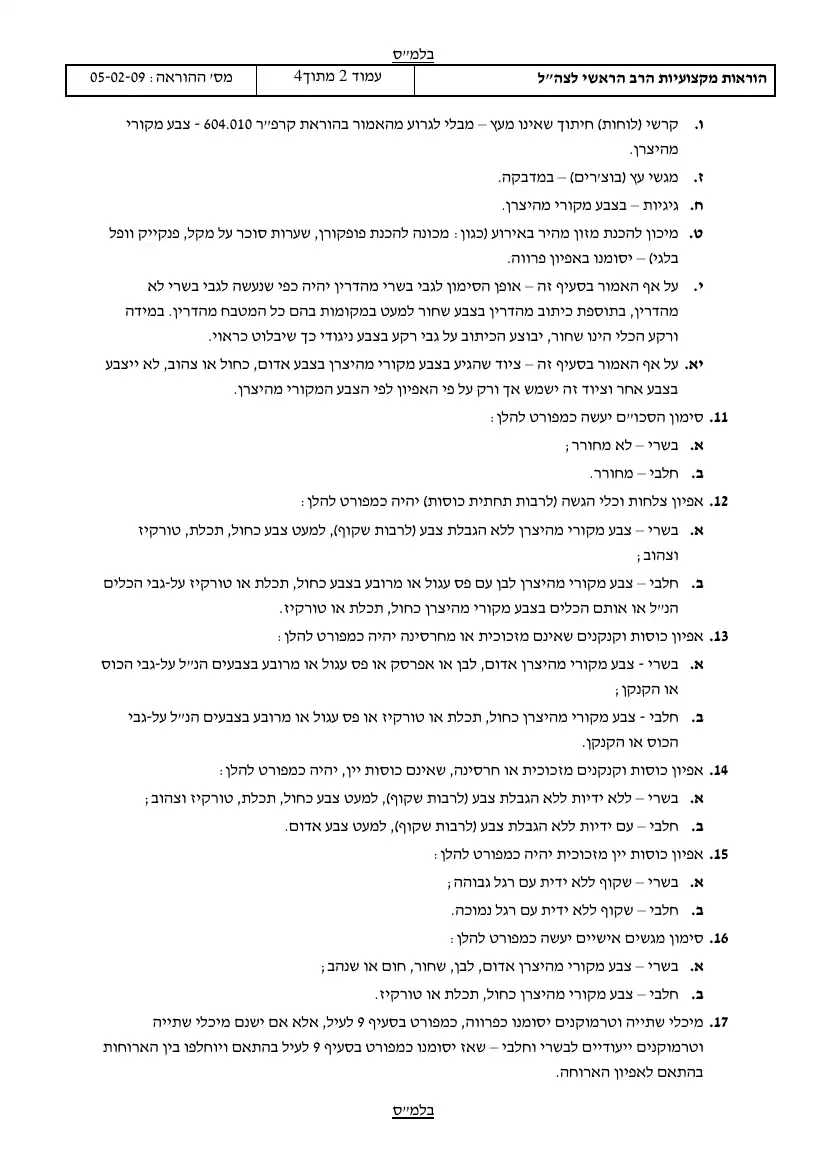 בלמ״ס
הוראות מקצועיות הרב הראשי לצה״ל עמוד 2 מתוך4 מס׳ ההוראה: 05-02-09
ו. קרשי (לוחות) חיתוך שאינו מעץ – מבלי לגרוע מהאמור בהוראת קרפ״ר 604.010 - צבע מקורי
מהיצרן.
ז. מגשי עץ (בוצ׳רים) – במדבקה.
ח. גיגיות – בצבע מקורי מהיצרן.
ט. מיכון להכנת מזון מהיר באירוע (כגון: מכונה להכנת פופקורן, שערות סוכר על מקל, פנקייק וופל
בלגי) – יסומנו באפיון פרווה.
י. על אף האמור בסעיף זה – אופן הסימון לגבי בשרי מהדרין יהיה כפי שנעשה לגבי בשרי לא
מהדרין, בתוספת כיתוב מהדרין בצבע שחור למעט במקומות בהם כל המטבח מהדרין. במידה
ורקע הכלי הינו שחור, יבוצע הכיתוב על גבי רקע בצבע ניגודי כך שיבלוט כראוי.
יא. על אף האמור בסעיף זה – ציוד שהגיע בצבע מקורי מהיצרן בצבע אדום, כחול או צהוב, לא ייצבע
בצבע אחר וציוד זה ישמש אך ורק על פי האפיון לפי הצבע המקורי מהיצרן.
11. סימון הסכו״ם יעשה כמפורט להלן:
א. בשרי – לא מחורר;
ב. חלבי – מחורר.
12. אפיון צלחות וכלי הגשה (לרבות תחתית כוסות) יהיה כמפורט להלן:
א. בשרי – צבע מקורי מהיצרן ללא הגבלת צבע (לרבות שקוף), למעט צבע כחול, תכלת, טורקיז
וצהוב;
ב. חלבי – צבע מקורי מהיצרן לבן עם פס עגול או מרובע בצבע כחול, תכלת או טורקיז על-גבי הכלים
הנ״ל או אותם הכלים בצבע מקורי מהיצרן כחול, תכלת או טורקיז.
13. אפיון כוסות וקנקנים שאינם מזכוכית או מחרסינה יהיה כמפורט להלן:
א. בשרי - צבע מקורי מהיצרן אדום, לבן או אפרסק או פס עגול או מרובע בצבעים הנ״ל על-גבי הכוס
או הקנקן;
ב. חלבי - צבע מקורי מהיצרן כחול, תכלת או טורקיז או פס עגול או מרובע בצבעים הנ״ל על-גבי
הכוס או הקנקן.
14. אפיון כוסות וקנקנים מזכוכית או חרסינה, שאינם כוסות יין, יהיה כמפורט להלן:
א. בשרי – ללא ידיות ללא הגבלת צבע (לרבות שקוף), למעט צבע כחול, תכלת, טורקיז וצהוב;
ב. חלבי – עם ידיות ללא הגבלת צבע (לרבות שקוף), למעט צבע אדום.
15. אפיון כוסות יין מזכוכית יהיה כמפורט להלן:
א. בשרי – שקוף ללא ידית עם רגל גבוהה;
ב. חלבי – שקוף ללא ידית עם רגל נמוכה.
16. סימון מגשים אישיים יעשה כמפורט להלן:
א. בשרי – צבע מקורי מהיצרן אדום, לבן, שחור, חום או שנהב;
ב. חלבי – צבע מקורי מהיצרן כחול, תכלת או טורקיז.
17. מיכלי שתייה וטרמוקנים יסומנו כפרווה, כמפורט בסעיף 9 לעיל, אלא אם ישנם מיכלי שתייה
וטרמוקנים ייעודיים לבשרי וחלבי – שאז יסומנו כמפורט בסעיף 9 לעיל בהתאם ויוחלפו בין הארוחות
בהתאם לאפיון הארוחה.
בלמ״ס